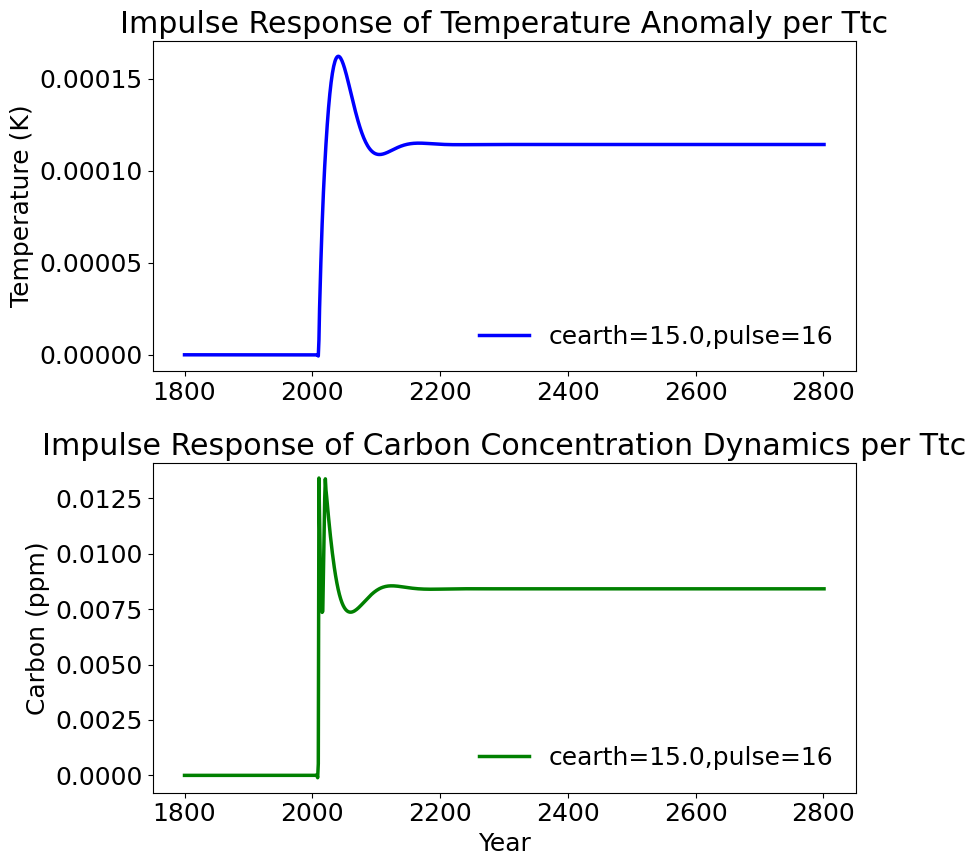 Impulse Response of Temperature Anomaly per Ttc
Temperature (K)
0.00015
0.00010
0.00005
0.00000
cearth=15.0,pulse=16
1800 2000 2200 2400 2600 2800
Impulse Response of Carbon Concentration Dynamics per Ttc
Carbon (ppm)
0.0125
0.0100
0.0075
0.0050
0.0025
0.0000
cearth=15.0,pulse=16
1800 2000 2200 2400 2600 2800
Year